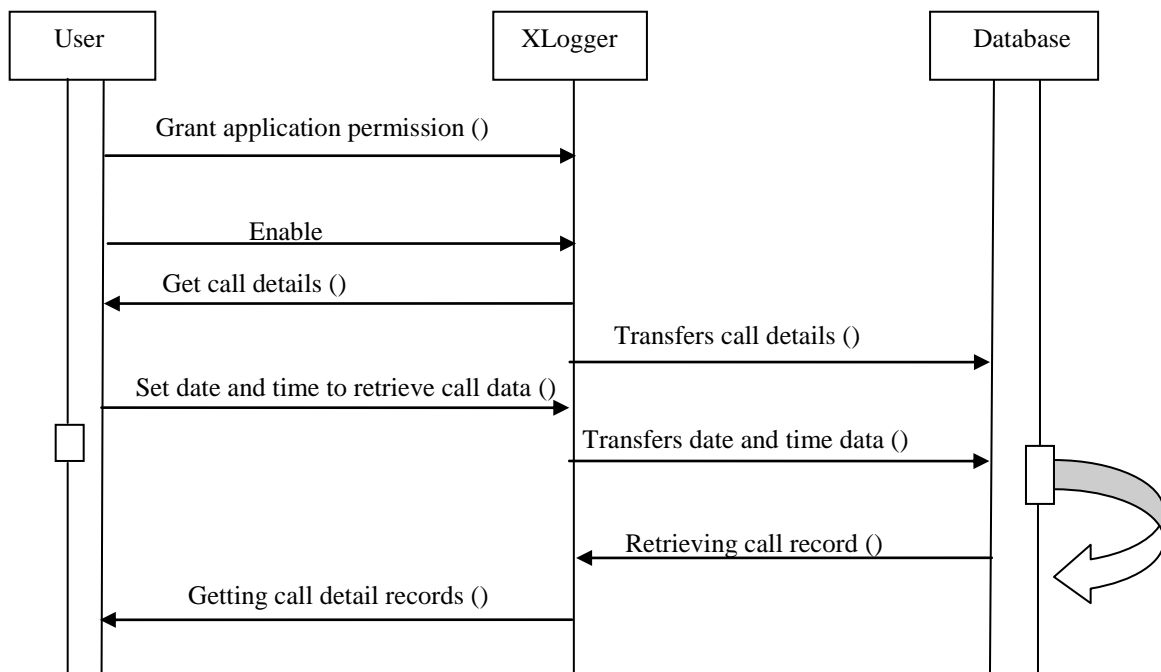 User
XLogger
Database
Grant application permission ()
Enable
Get call details ()
Transfers call details ()
Set date and time to retrieve call data ()
Transfers date and time data ()
Retrieving call record ()
Getting call detail records ()